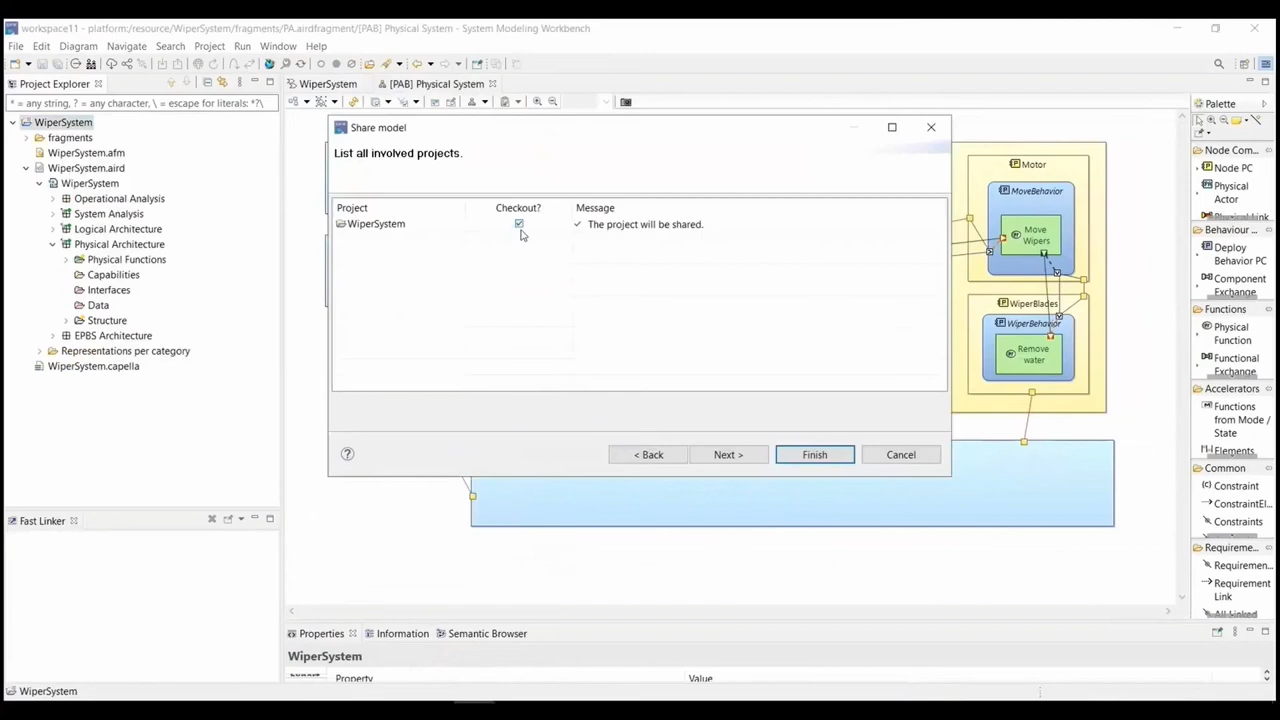 workspace11 - platform:/resource/WiperSystem/fragments/PA.airdfragment/[PAB] Physical System - System Modeling Workbench
File Edit Diagram Navigate Search Project Run Window Help
Project Explorer
* = any string, ? = any character, \ = escape for literals: *?\
WiperSystem
fragments
WiperSystem.afm
WiperSystem.aird
WiperSystem
Operational Analysis
System Analysis
Logical Architecture
Physical Architecture
Physical Functions
Capabilities
Interfaces
Data
Structure
EPBS Architecture
Representations per category
WiperSystem.capella
Fast Linker
WiperSystem
WiperSystem
[PAB] Physical System
Share model
List all involved projects.
Project Checkout? Message
WiperSystem The project will be shared.
< Back Next > Finish Cancel
Motor
MoveBehavior
Move
Wipers
WiperBlades
WiperBehavior
Remove
water
Properties Information Semantic Browser
WiperSystem
Property Value
Palette
Node Com...
Node PC
Physical
Actor
Physical Link
Behaviour ...
Deploy
Behavior PC
Component
Exchange
Functions
Physical
Function
Functional
Exchange
Accelerators
Functions
from Mode /
State
Elements
Common
Constraint
ConstraintEl...
Constraints
Requireme...
Requiremen...
Requirement
Link
All Linked